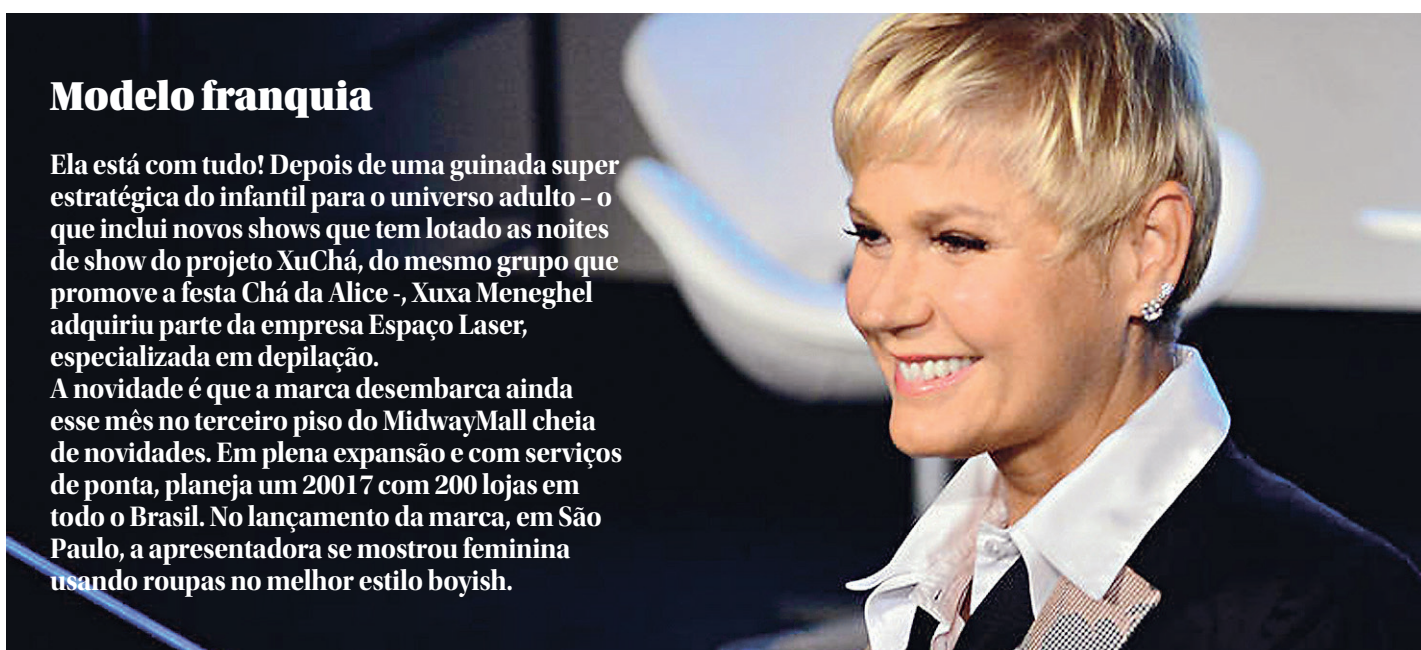 Modelo franquia
Ela está com tudo! Depois de uma guinada super
estratégica do infantil para o universo adulto – o
que inclui novos shows que tem lotado as noites
de show do projeto XuChá, do mesmo grupo que
promove a festa Chá da Alice -, Xuxa Meneghel
adquiriu parte da empresa Espaço Laser,
especializada em depilação.
A novidade é que a marca desembarca ainda
esse mês no terceiro piso do MidwayMall cheia
de novidades. Em plena expansão e com serviços
de ponta, planeja um 20017 com 200 lojas em
todo o Brasil. No lançamento da marca, em São
Paulo, a apresentadora se mostrou feminina
usando roupas no melhor estilo boyish.